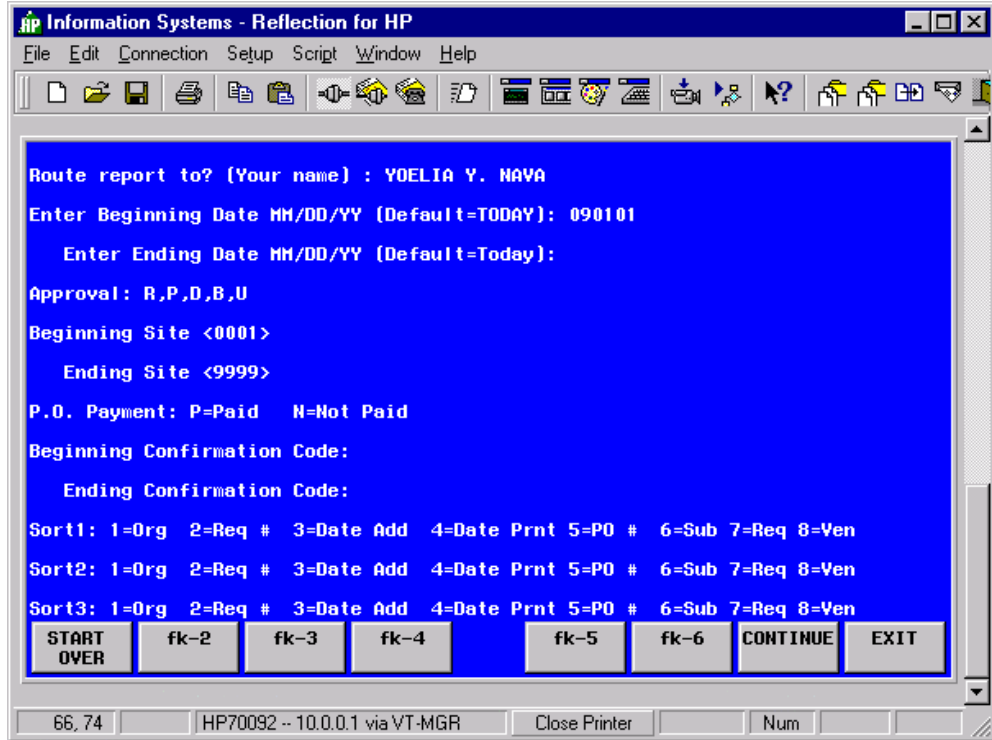 Information Systems - Reflection for HP
File Edit Connection Setup Script Window Help
Route report to? (Your name) : YOELIA Y. NAVA
Enter Beginning Date MM/DD/YY (Default=TODAY): 090101
Enter Ending Date MM/DD/YY (Default=Today):
Approval: R,P,D,B,U
Beginning Site <0001>
Ending Site <9999>
P.O. Payment: P=Paid N=Not Paid
Beginning Confirmation Code:
Ending Confirmation Code:
Sort1: 1=Org 2=Req # 3=Date Add 4=Date Prnt 5=PO # 6=Sub 7=Req 8=Ven
Sort2: 1=Org 2=Req # 3=Date Add 4=Date Prnt 5=PO # 6=Sub 7=Req 8=Ven
Sort3: 1=Org 2=Req # 3=Date Add 4=Date Prnt 5=PO # 6=Sub 7=Req 8=Ven
START OVER fk-2 fk-3 fk-4 fk-5 fk-6 CONTINUE EXIT
66, 74 HP70092 -- 10.0.0.1 via VT-MGR Close Printer Num